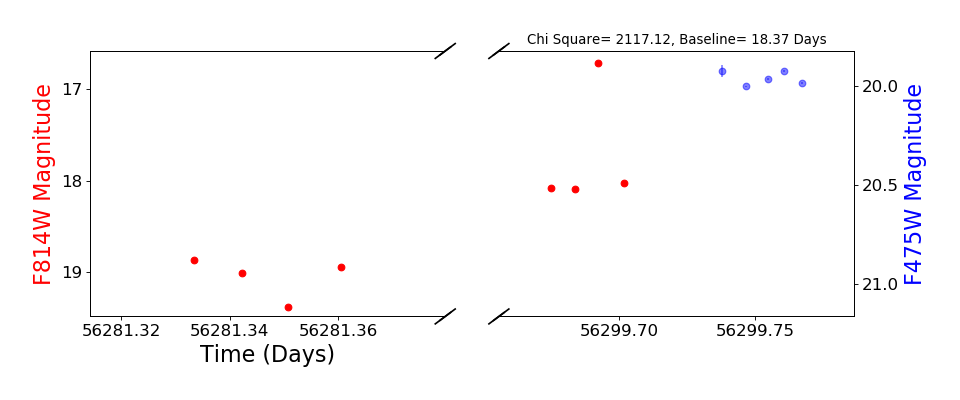 Chi Square= 2117.12, Baseline= 18.37 Days
F814W Magnitude
17
18
19
20.0
20.5
21.0
F475W Magnitude
56281.32 56281.34 56281.36 56299.70 56299.75
Time (Days)